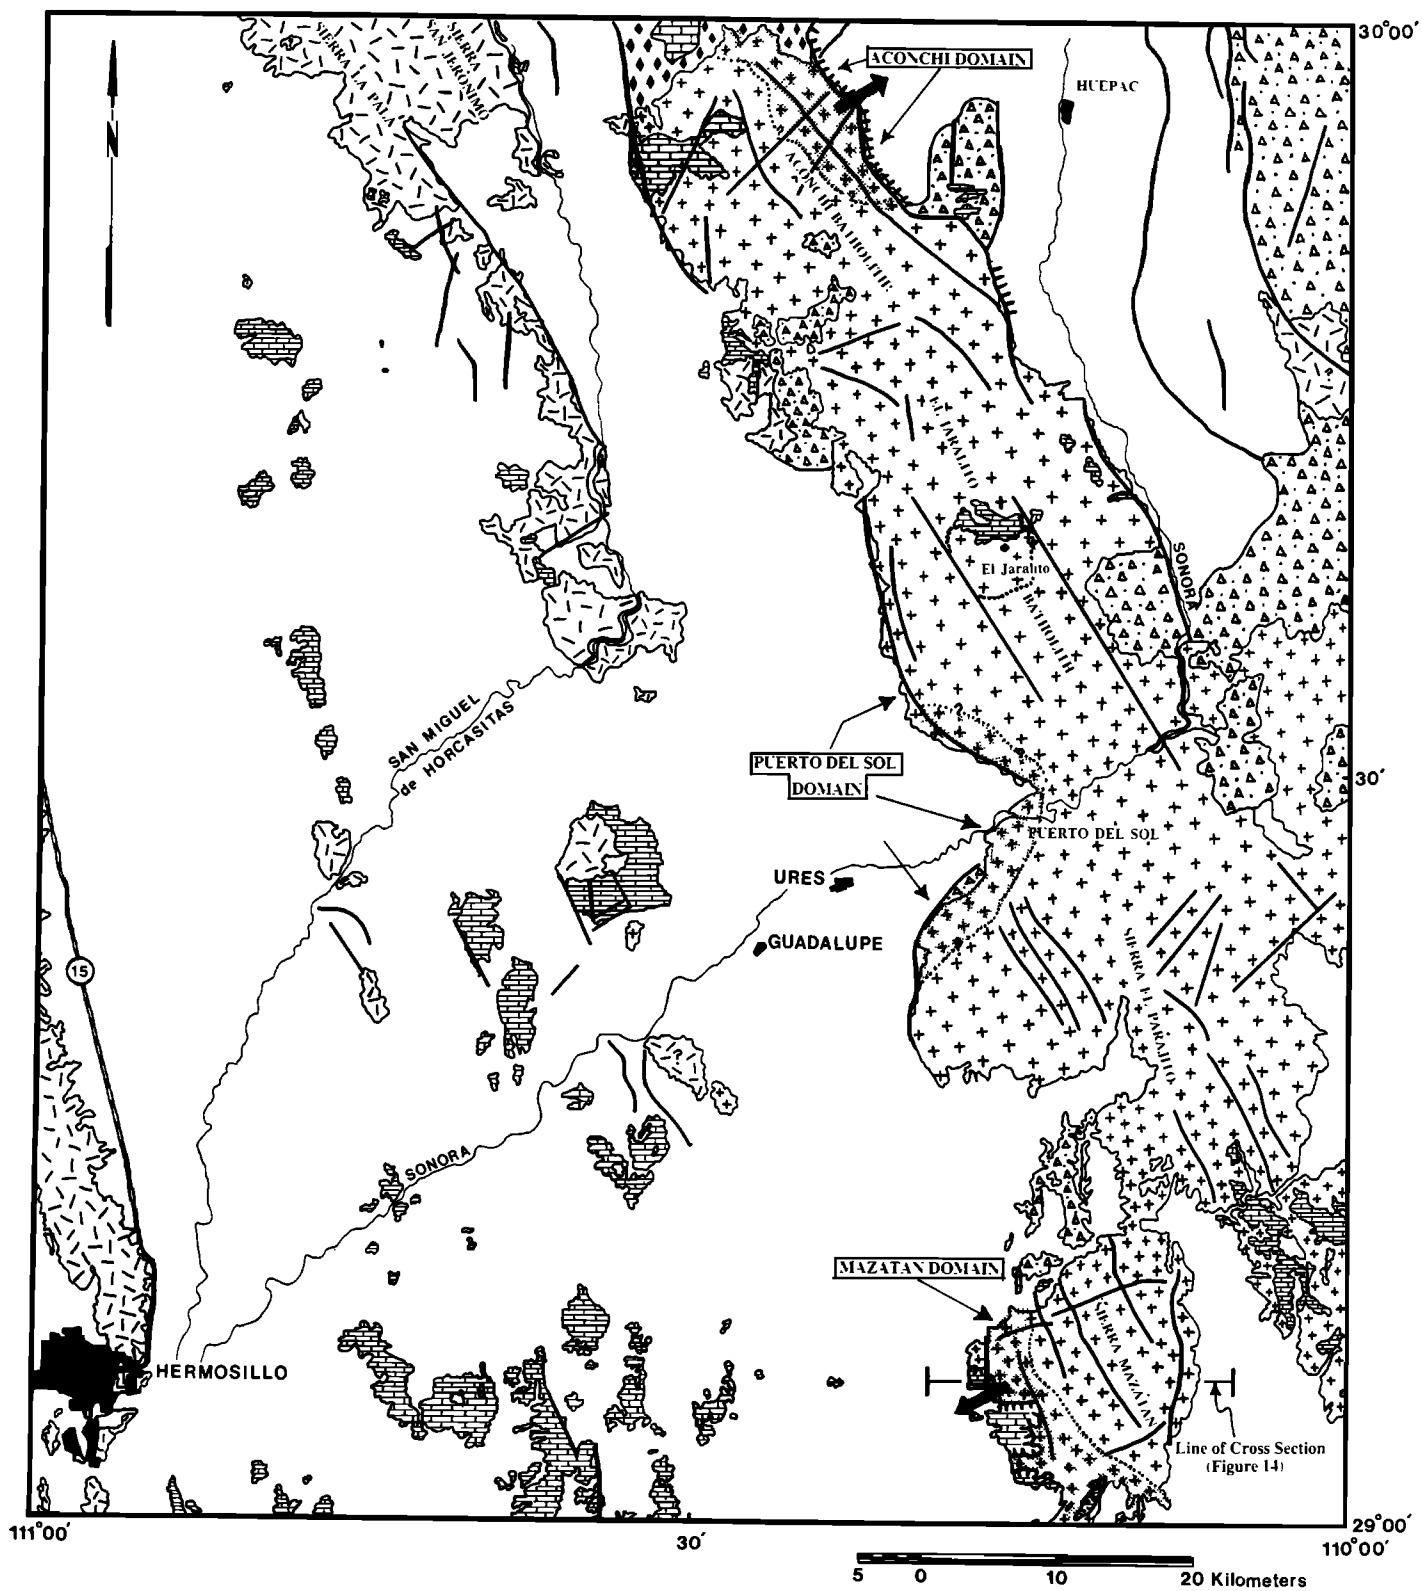 30°00′
SIERRA LA PALA
SIERRA
SAN JERONIMO
ACONCHI DOMAIN
HUEPAC
N
ACONCHI BATHOLITH
EL JARALITO
BATHOLITH
El Jaralito
SONORA
SAN MIGUEL
de HORCASITAS
PUERTO DEL SOL
DOMAIN
30′
PUERTO DEL SOL
URES
GUADALUPE
SIERRA EL PARAJITO
15
?
?
?
SONORA
MAZATAN DOMAIN
SIERRA MAZATAN
HERMOSILLO
Line of Cross Section
(Figure 14)
111°00′
30′
29°00′
110°00′
5 0 10 20 Kilometers